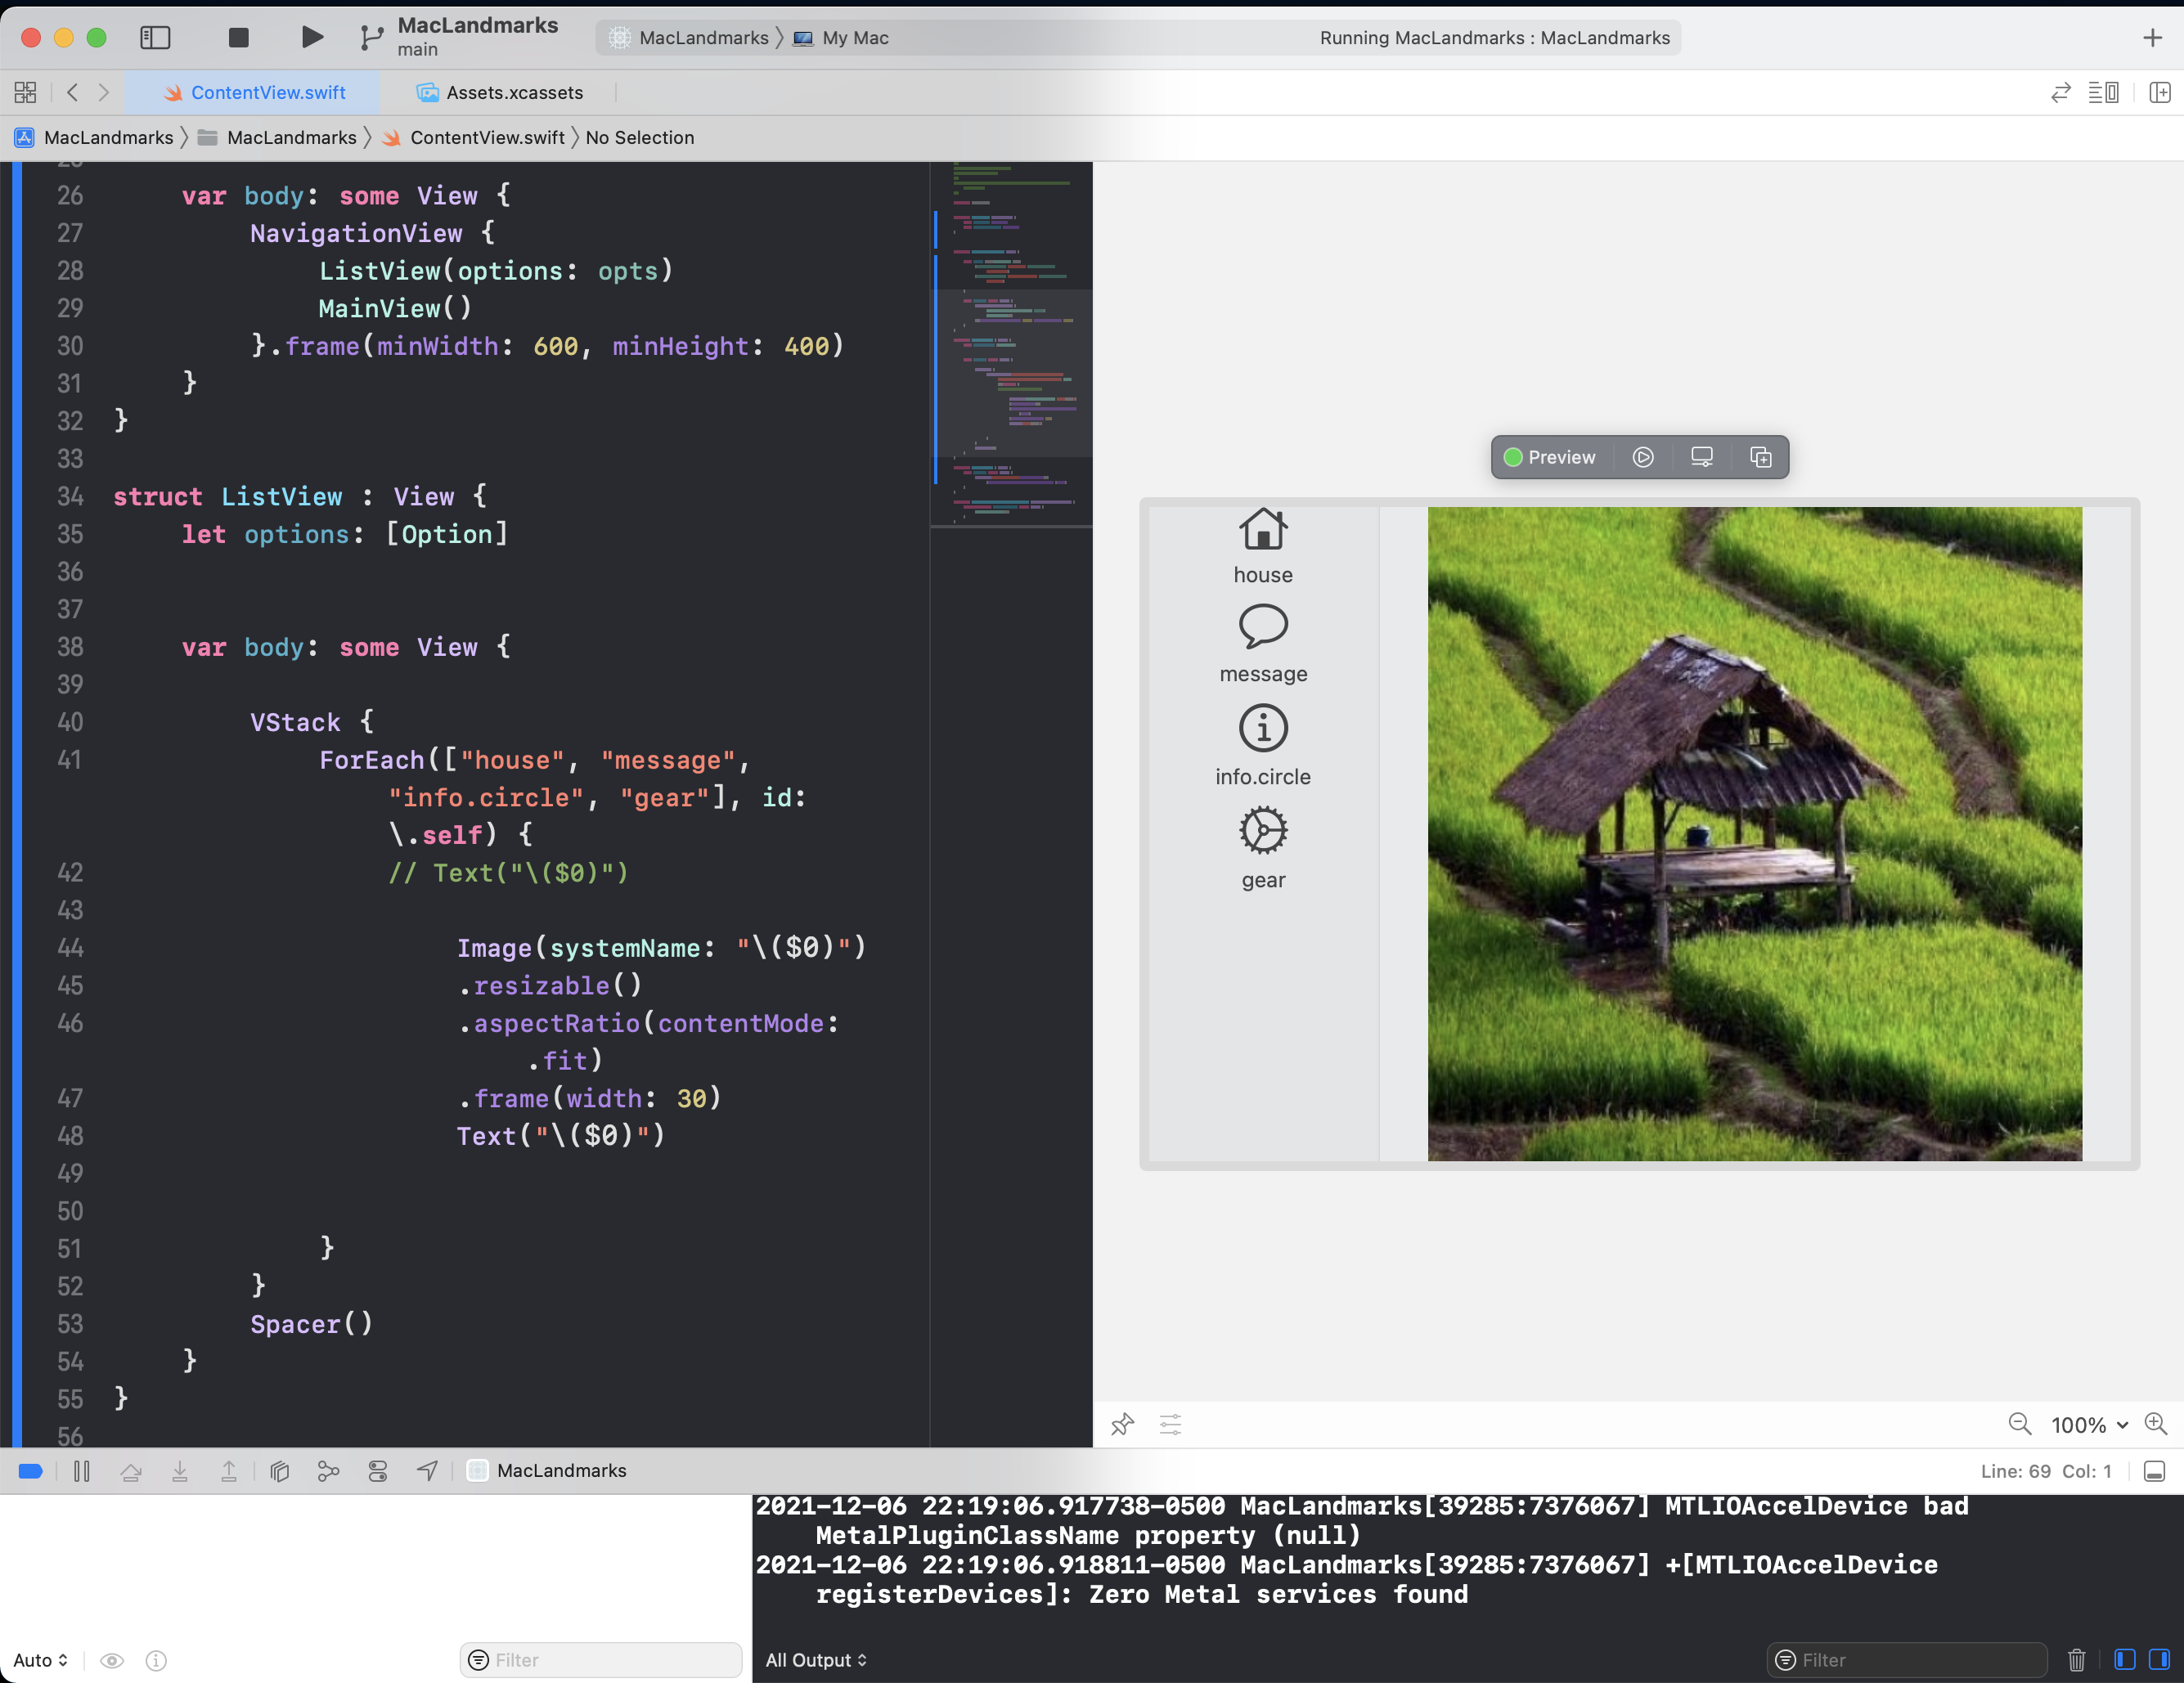 MacLandmarks
main
MacLandmarks
My Mac
Running MacLandmarks : MacLandmarks
ContentView.swift
Assets.xcassets
MacLandmarks
MacLandmarks
ContentView.swift
No Selection
26 var body: some View {
27 NavigationView {
28 ListView(options: opts)
29 MainView()
30 }.frame(minWidth: 600, minHeight: 400)
31 }
32 }
33
34 struct ListView : View {
35 let options: [Option]
36
37
38 var body: some View {
39
40 VStack {
41 ForEach(["house", "message",
"info.circle", "gear"], id:
\.self) {
42 // Text("\($0)")
43
44 Image(systemName: "\($0)")
45 .resizable()
46 .aspectRatio(contentMode:
.fit)
47 .frame(width: 30)
48 Text("\($0)")
49
50
51 }
52 }
53 Spacer()
54 }
55 }
56
Preview
house
message
info.circle
gear
100%
MacLandmarks
Line: 69 Col: 1
2021-12-06 22:19:06.917738-0500 MacLandmarks[39285:7376067] MTLIOAccelDevice bad
MetalPluginClassName property (null)
2021-12-06 22:19:06.918811-0500 MacLandmarks[39285:7376067] +[MTLIOAccelDevice
registerDevices]: Zero Metal services found
Auto
Filter
All Output
Filter